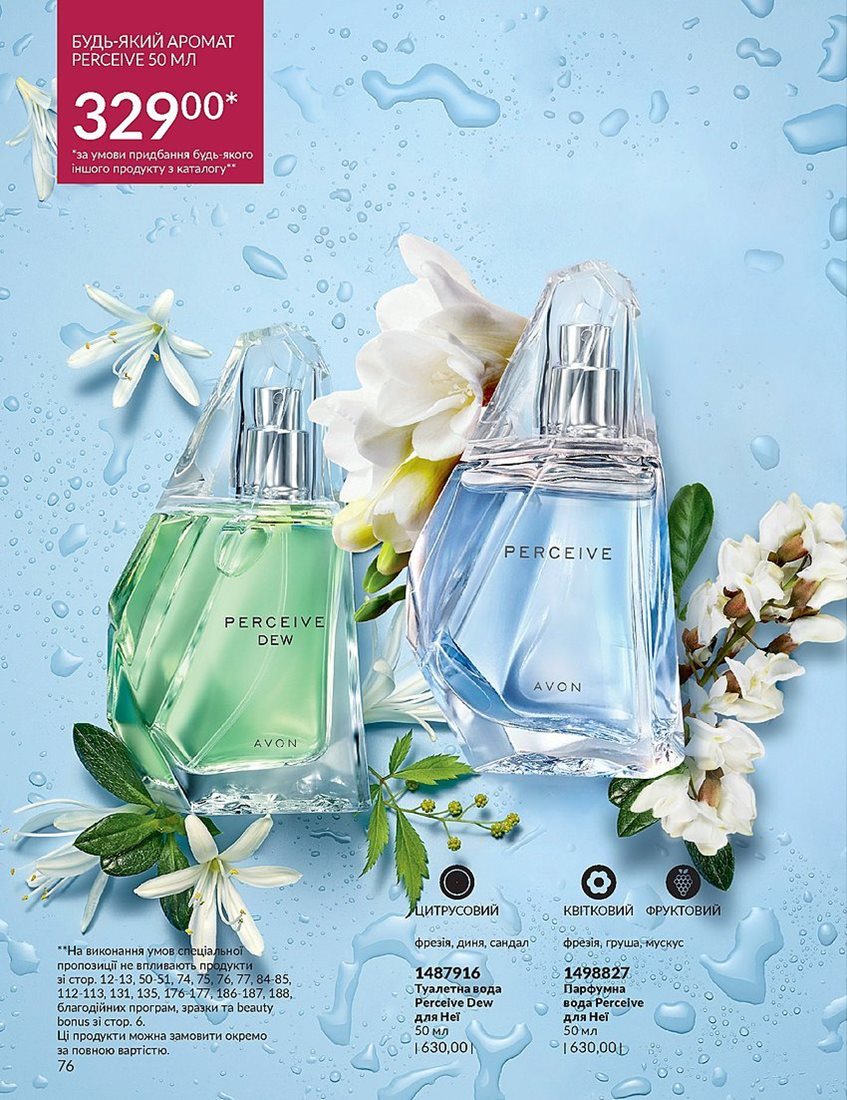 БУДЬ-ЯКИЙ АРОМАТ
PERCEIVE 50 МЛ
329⁰⁰*
*за умови придбання будь-якого
іншого продукту з каталогу**
PERCEIVE
AVON
PERCEIVE
DEW
AVON
ЦИТРУСОВИЙ
фрезія, диня, сандал
1487916
Туалетна вода
Perceive Dew
для Неї
50 мл
| 630,00 |
КВІТКОВИЙ ФРУКТОВИЙ
фрезія, груша, мускус
1498827
Парфумна
вода Perceive
для Неї
50 мл
| 630,00 |
**На виконання умов спеціальної
пропозиції не впливають продукти
зі стор. 12-13, 50-51, 74, 75, 76, 77, 84-85,
112-113, 131, 135, 176-177, 186-187, 188,
благодійних програм, зразки та beauty
bonus зі стор. 6.
Ці продукти можна замовити окремо
за повною вартістю.
76